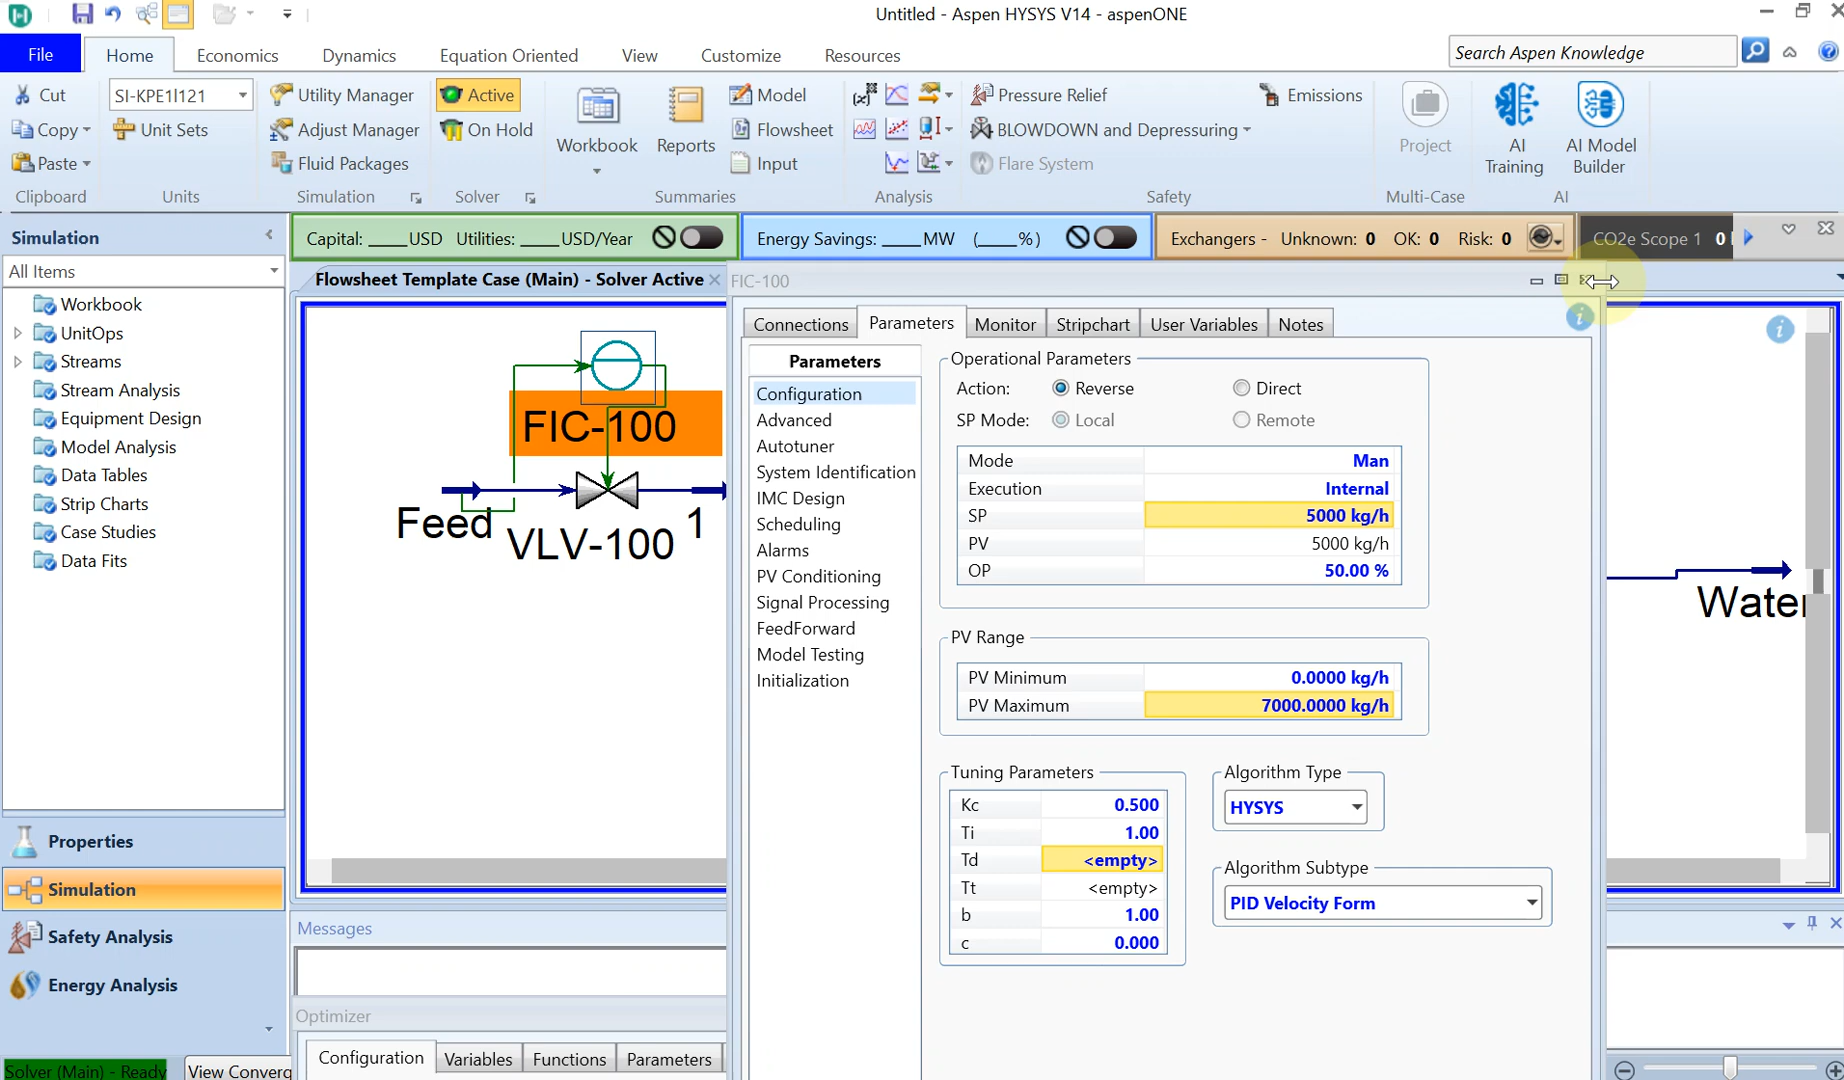 Untitled - Aspen HYSYS V14 - aspenONE
File
Home
Economics
Dynamics
Equation Oriented
View
Customize
Resources
Search Aspen Knowledge
Cut
Copy
Paste
Clipboard
SI-KPE1l121
Unit Sets
Units
Utility Manager
Adjust Manager
Fluid Packages
Simulation
Active
On Hold
Solver
Workbook
Reports
Model
Flowsheet
Input
Summaries
Analysis
Pressure Relief
BLOWDOWN and Depressuring
Flare System
Emissions
Safety
Project
Multi-Case
AI
Training
AI Model
Builder
AI
Simulation
All Items
Workbook
UnitOps
Streams
Stream Analysis
Equipment Design
Model Analysis
Data Tables
Strip Charts
Case Studies
Data Fits
Properties
Simulation
Safety Analysis
Energy Analysis
Solver (Main) - Ready
View Converg
Capital: ____USD Utilities: ____USD/Year
Energy Savings: ____MW (____%)
Exchangers - Unknown: 0 OK: 0 Risk: 0
CO2e Scope 1 0
Flowsheet Template Case (Main) - Solver Active
FIC-100
Feed
VLV-100
1
Water
Messages
Optimizer
Configuration
Variables
Functions
Parameters
FIC-100
Connections
Parameters
Monitor
Stripchart
User Variables
Notes
Parameters
Configuration
Advanced
Autotuner
System Identification
IMC Design
Scheduling
Alarms
PV Conditioning
Signal Processing
FeedForward
Model Testing
Initialization
Operational Parameters
Action: Reverse Direct
SP Mode: Local Remote
Mode Man
Execution Internal
SP 5000 kg/h
PV 5000 kg/h
OP 50.00 %
PV Range
PV Minimum 0.0000 kg/h
PV Maximum 7000.0000 kg/h
Tuning Parameters
Kc 0.500
Ti 1.00
Td <empty>
Tt <empty>
b 1.00
c 0.000
Algorithm Type
HYSYS
Algorithm Subtype
PID Velocity Form